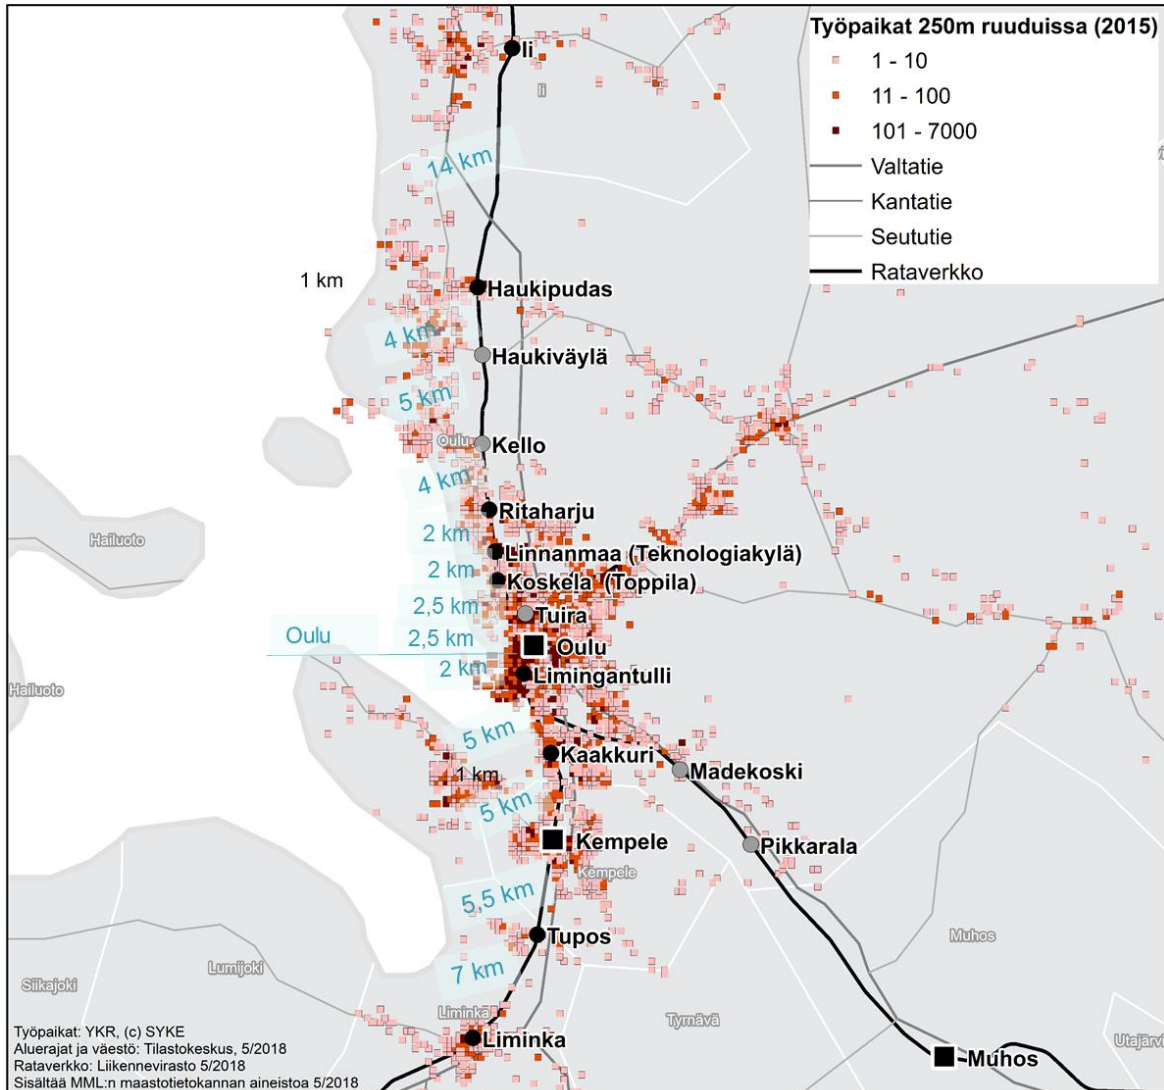 Työpaikat 250m ruuduissa (2015)
1 - 10
11 - 100
101 - 7000
Valtatie
Kantatie
Seututie
Rataverkko
Ii
Ii
14 km
1 km
Haukipudas
4 km
Haukiväylä
5 km
Oulu
Kello
4 km
Ritaharju
Hailuoto
2 km
Linnanmaa (Teknologiakylä)
2 km
Koskela (Toppila)
2,5 km
Tuira
Oulu
2,5 km
Oulu
2 km
Limingantulli
Hailuoto
5 km
Kaakkuri
1 km
Madekoski
5 km
Kempele
Pikkarala
Kempele
5,5 km
Tupos
Muhos
Lumijoki
7 km
Siikajoki
Liminka
Tyrnävä
Liminka
Utajärvi
Muhos
Työpaikat: YKR, (c) SYKE
Aluerajat ja väestö: Tilastokeskus, 5/2018
Rataverkko: Liikennevirasto 5/2018
Sisältää MML:n maastotietokannan aineistoa 5/2018